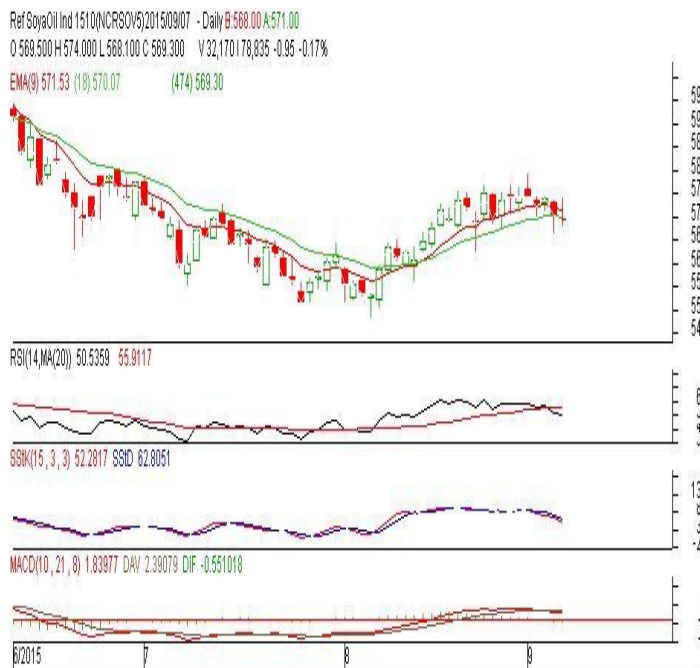 Ref SoyaOil Ind 1510(NCRSOV5)2015/09/07 - Daily B:568.00 A:571.00
O 569.500 H 574.000 L 568.100 C 569.300 V 32,170 I 78,835 -0.95 -0.17%
EMA(9) 571.53 (18) 570.07 (474) 569.30
RSI(14,MA(20)) 50.5359 55.9117
SStK(15, 3, 3) 52.2817 SStD 62.8051
MACD(10, 21, 8) 1.83977 DAV 2.39079 DIF -0.551018
6/2015 7 8 9